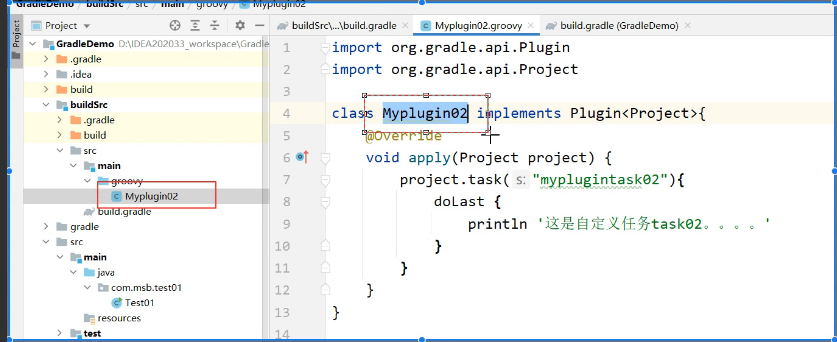 GradleDemo buildSrc src main groovy Myplugin02
Project
Project
buildSrc\...\build.gradle
Myplugin02.groovy
build.gradle (GradleDemo)
GradleDemo D:\IDEA202033_workspace\Gradle
.gradle
.idea
build
buildSrc
.gradle
build
src
main
groovy
Myplugin02
build.gradle
gradle
src
main
java
com.msb.test01
Test01
resources
test
1 import org.gradle.api.Plugin
2 import org.gradle.api.Project
3
4 class Myplugin02 implements Plugin<Project>{
5 @Override
6 void apply(Project project) {
7 project.task( s: "myplugintask02"){
8 doLast {
9 println '这是自定义任务task02。。。。'
10 }
11 }
12 }
13 }
14